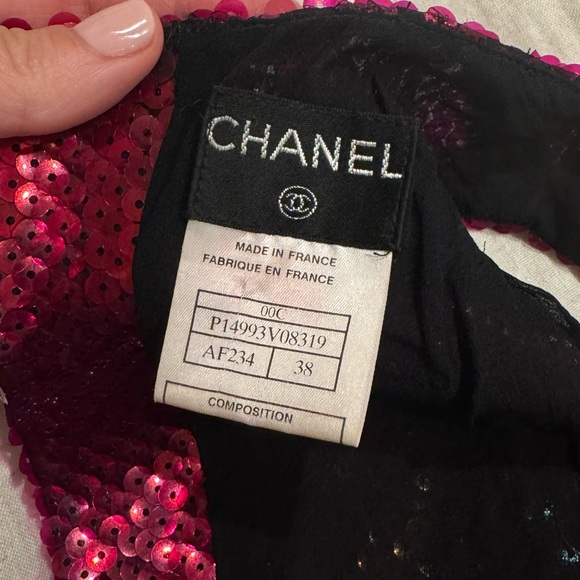 CHANEL
MADE IN FRANCE
FABRIQUE EN FRANCE
00C
P14993V08319
AF234 38
COMPOSITION